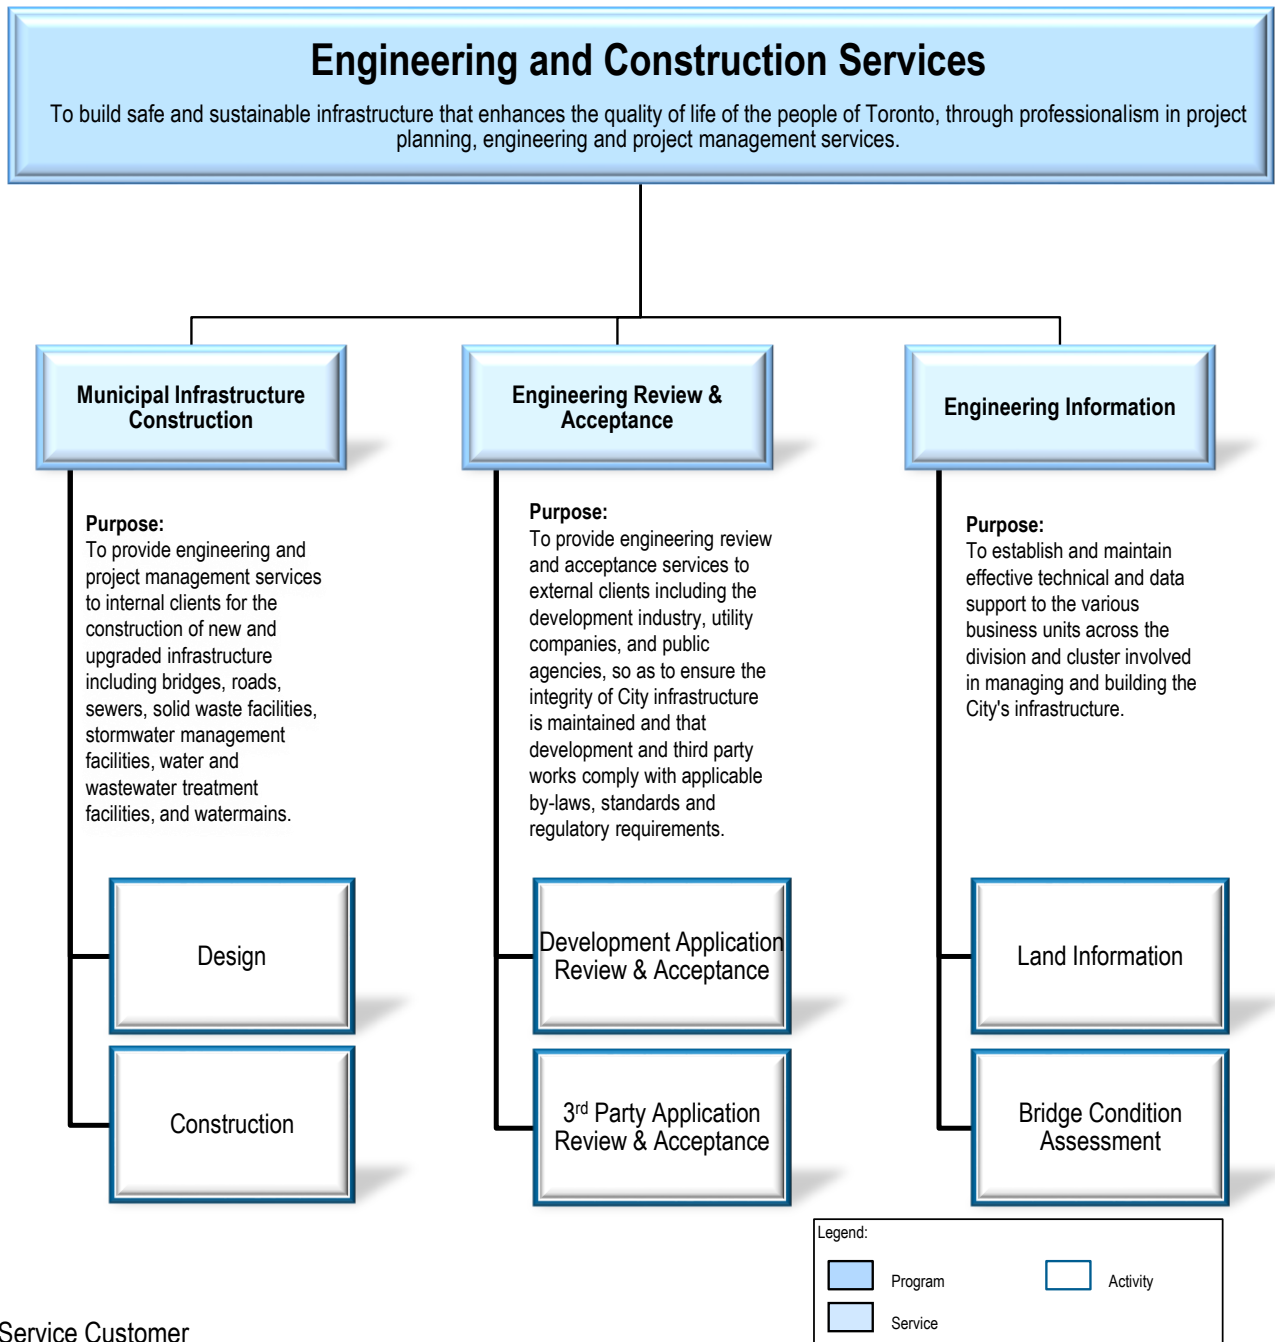 Engineering and Construction Services
To build safe and sustainable infrastructure that enhances the quality of life of the people of Toronto, through professionalism in project
planning, engineering and project management services.
Municipal Infrastructure
Construction
Engineering Review &
Acceptance
Engineering Information
Purpose:
To provide engineering and
project management services
to internal clients for the
construction of new and
upgraded infrastructure
including bridges, roads,
sewers, solid waste facilities,
stormwater management
facilities, water and
wastewater treatment
facilities, and watermains.
Purpose:
To provide engineering review
and acceptance services to
external clients including the
development industry, utility
companies, and public
agencies, so as to ensure the
integrity of City infrastructure
is maintained and that
development and third party
works comply with applicable
by-laws, standards and
regulatory requirements.
Purpose:
To establish and maintain
effective technical and data
support to the various
business units across the
division and cluster involved
in managing and building the
City's infrastructure.
Design
Development Application
Review & Acceptance
Land Information
Construction
3rd Party Application
Review & Acceptance
Bridge Condition
Assessment
Legend:
Program
Activity
Service
Service Customer